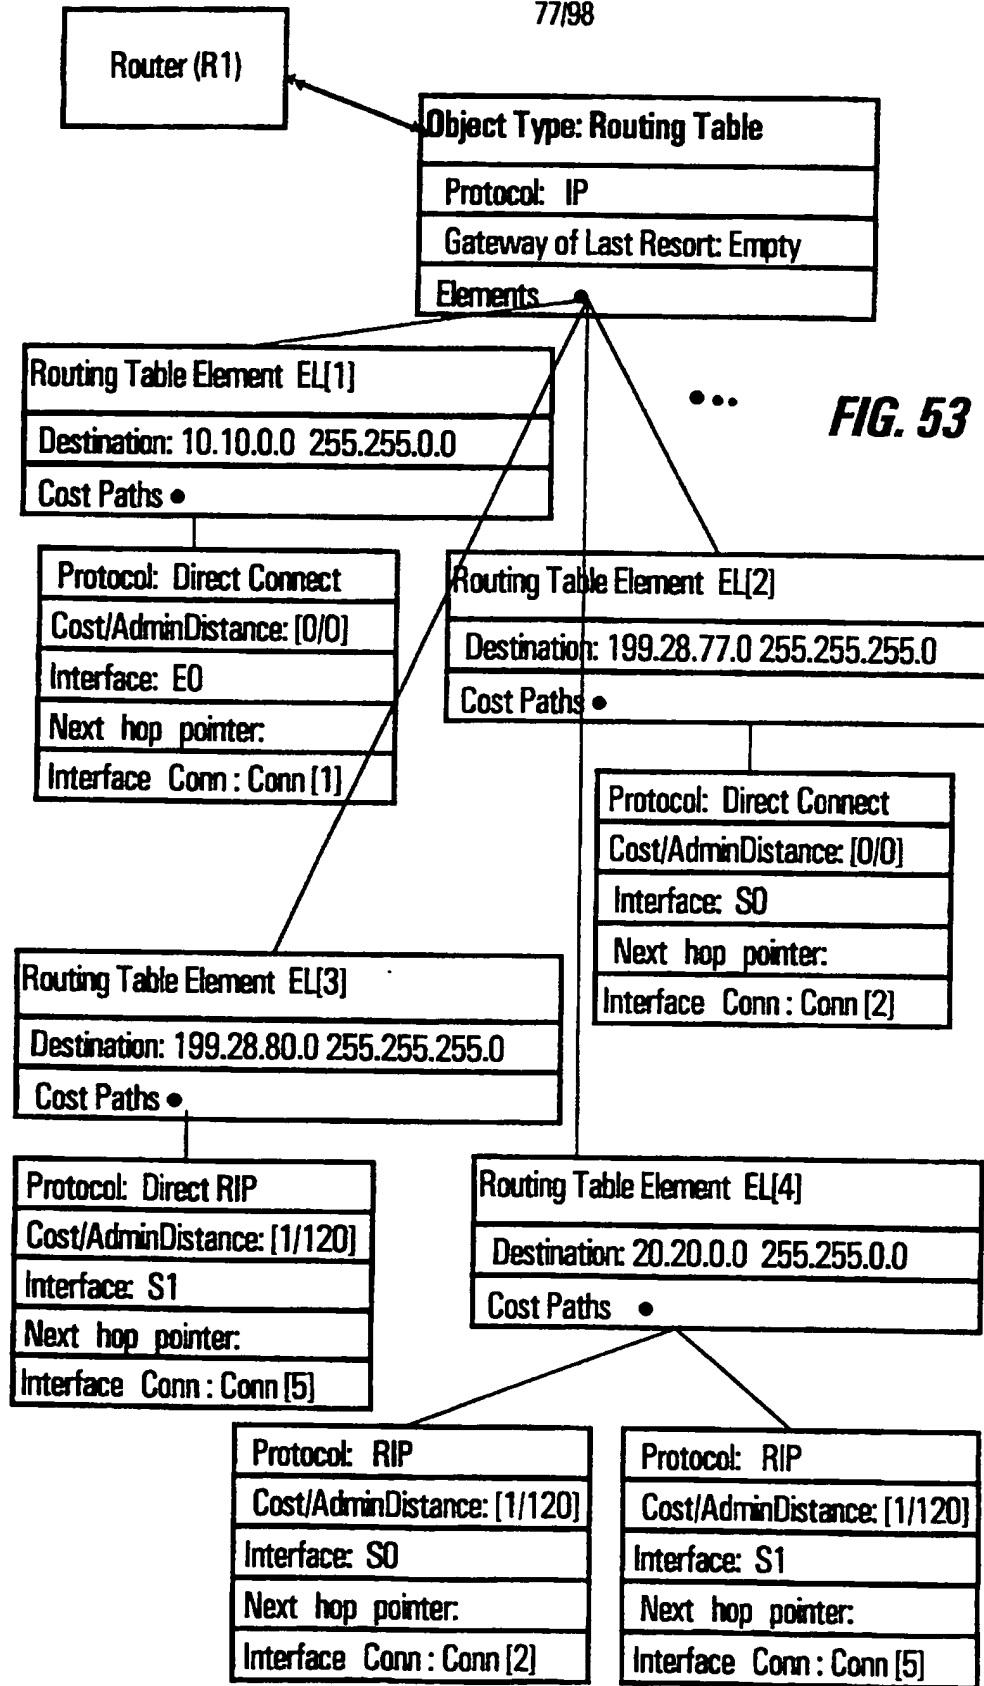 77/98
Router (R1)
Object Type: Routing Table
Protocol: IP
Gateway of Last Resort: Empty
Elements
Routing Table Element EL[1]
Destination: 10.10.0.0 255.255.0.0
Cost Paths
FIG. 53
Protocol: Direct Connect
Cost/AdminDistance: [0/0]
Interface: E0
Next hop pointer:
Interface Conn : Conn [1]
Routing Table Element EL[2]
Destination: 199.28.77.0 255.255.255.0
Cost Paths
Protocol: Direct Connect
Cost/AdminDistance: [0/0]
Interface: S0
Next hop pointer:
Interface Conn : Conn [2]
Routing Table Element EL[3]
Destination: 199.28.80.0 255.255.255.0
Cost Paths
Protocol: Direct RIP
Cost/AdminDistance: [1/120]
Interface: S1
Next hop pointer:
Interface Conn : Conn [5]
Routing Table Element EL[4]
Destination: 20.20.0.0 255.255.0.0
Cost Paths
Protocol: RIP
Cost/AdminDistance: [1/120]
Interface: S0
Next hop pointer:
Interface Conn : Conn [2]
Protocol: RIP
Cost/AdminDistance: [1/120]
Interface: S1
Next hop pointer:
Interface Conn : Conn [5]